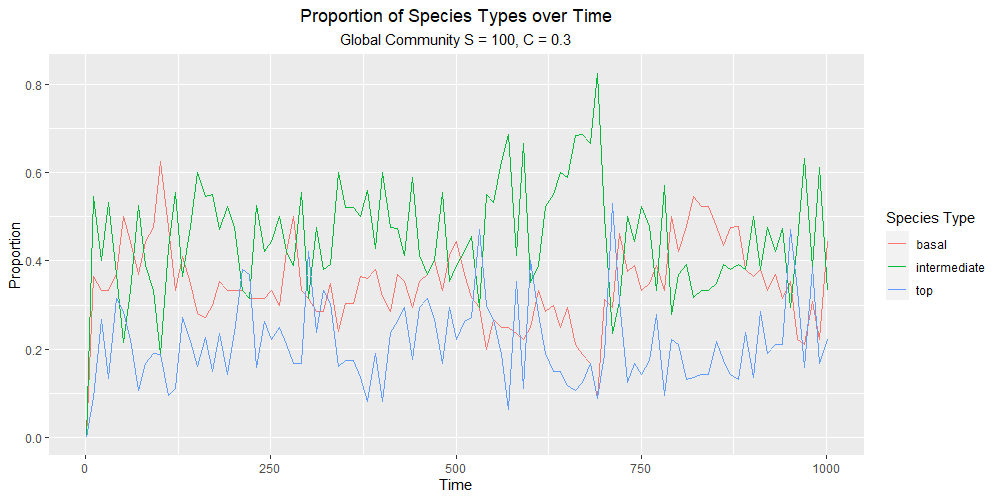 Proportion of Species Types over Time
Global Community S = 100, C = 0.3
Proportion
0.8
0.6
0.4
0.2
0.0
0
250
500
750
1000
Time
Species Type
basal
intermediate
top